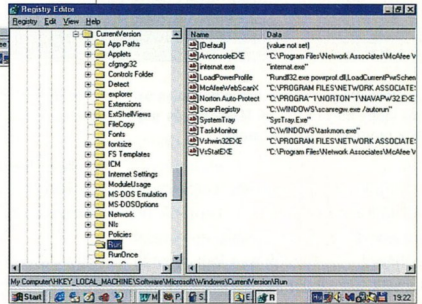 Registry Editor
Registry Edit View Help
CurrentVersion
App Paths
Applets
cfgmg32
Controls Folder
Detect
explorer
Extensions
ExtShellViews
FileCopy
Fonts
fontsize
FS Templates
ICM
Internet Settings
ModuleUsage
MS-DOS Emulation
MS-DOSOptions
Network
Nls
Policies
Run
RunOnce
Name Data
(Default) (value not set)
AvconsoleEXE "C:\Program Files\Network Associates\McAfee V
internat.exe "internat.exe"
LoadPowerProfile "Rundll32.exe powrprof.dll,LoadCurrentPwrSchem
McAfeeWebScanX "C:\PROGRAM FILES\NETWORK ASSOCIATE
Norton Auto-Protect "C:\PROGRA~1\NORTON~1\NAVAPW32.EXE
ScanRegistry "C:\WINDOWS\scanregw.exe /autorun"
SystemTray "SysTray.Exe"
TaskMonitor "C:\WINDOWS\taskmon.exe"
Vshwin32EXE "C:\PROGRAM FILES\NETWORK ASSOCIATE
VsStatEXE "C:\Program Files\Network Associates\McAfee V
My Computer\HKEY_LOCAL_MACHINE\Software\Microsoft\Windows\CurrentVersion\Run
Start M P S. E R 19:22